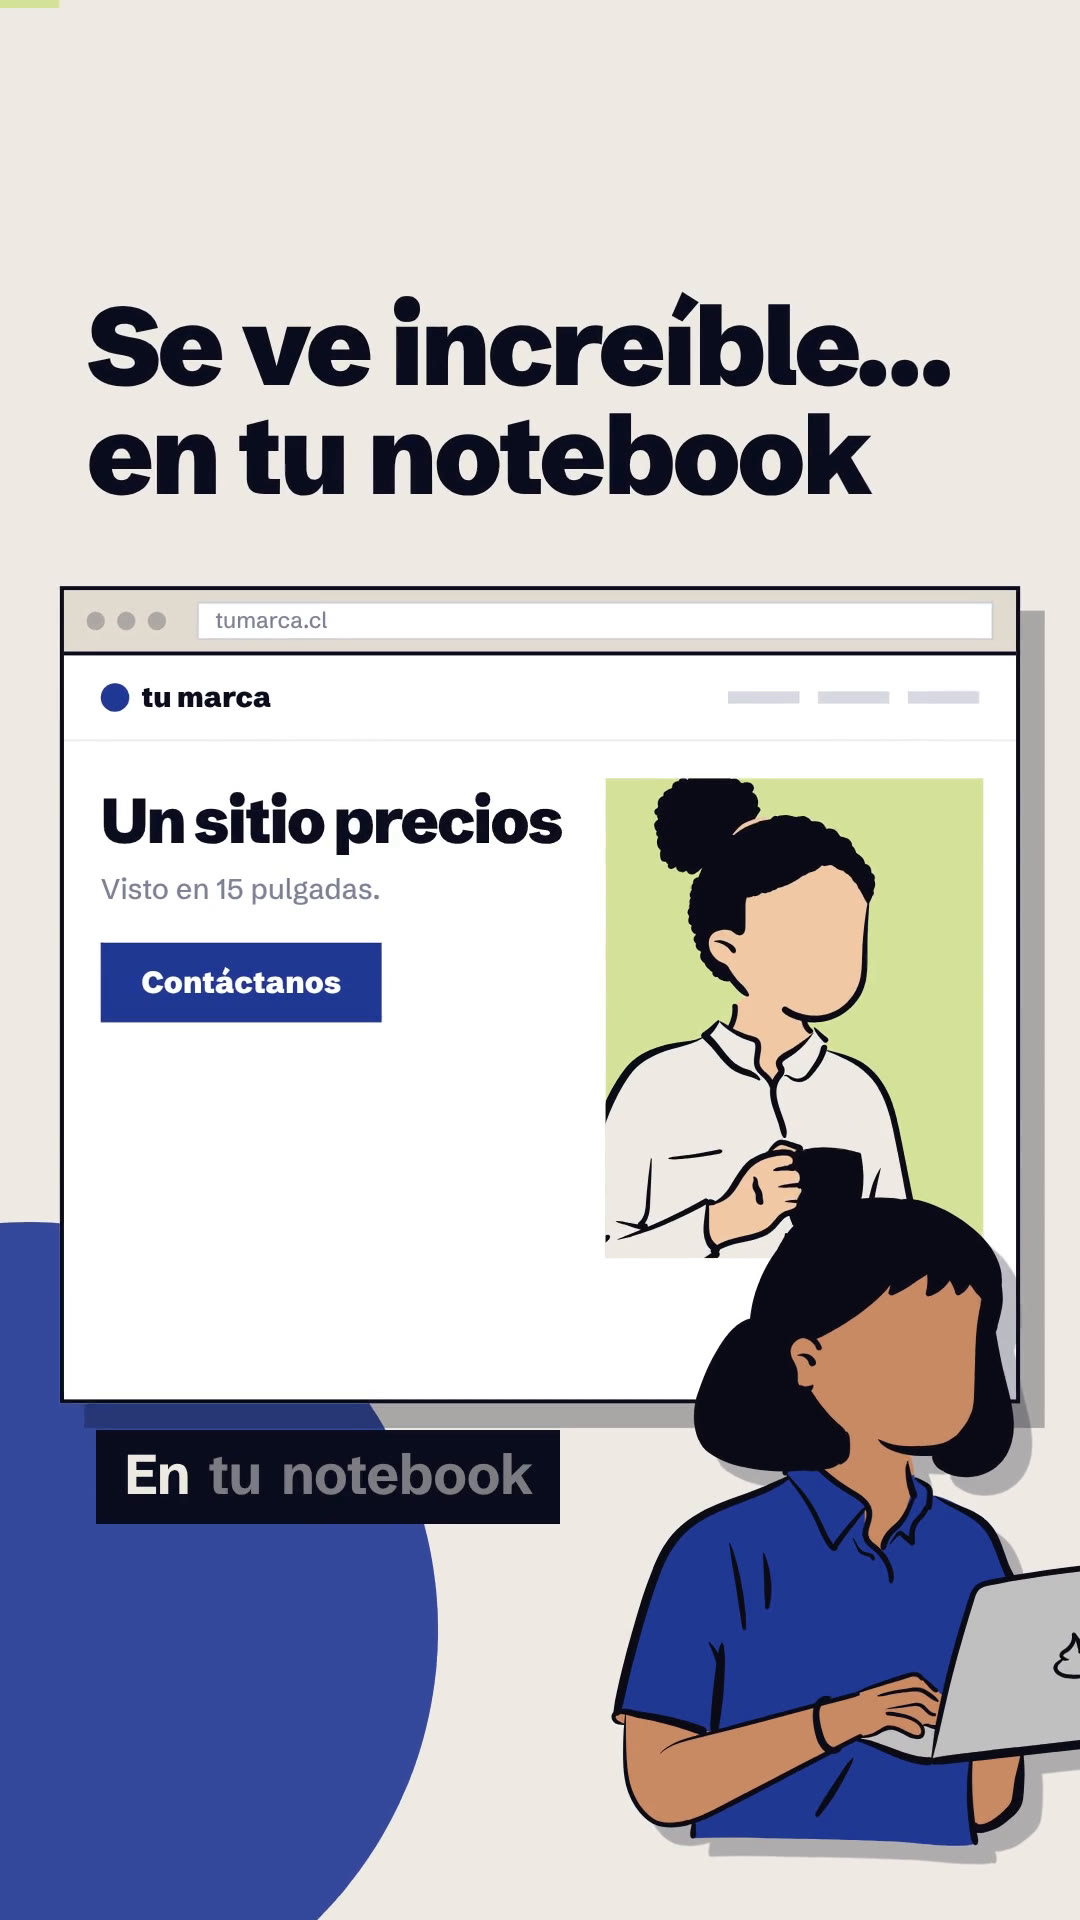 Se ve increíble...
en tu notebook
tumarca.cl
tu marca
Un sitio precios
Visto en 15 pulgadas.
Contáctanos
En tu notebook